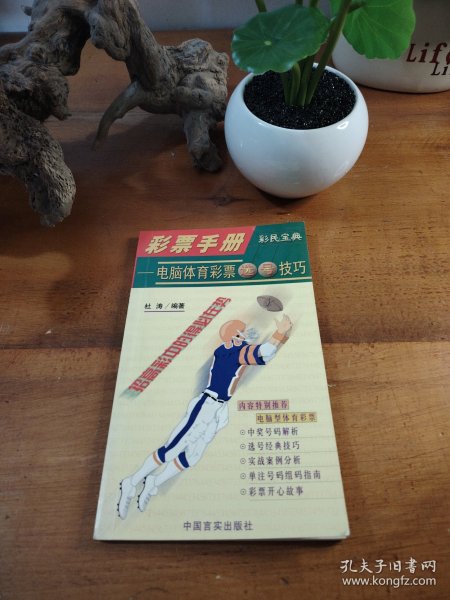 Life
Li
彩票手册
彩民宝典
—电脑体育彩票选号技巧
杜涛/编著
内容特别推荐
电脑型体育彩票
⊙中奖号码解析
⊙选号经典技巧
⊙实战案例分析
⊙单注号码组码指南
⊙彩票开心故事
中国言实出版社
孔夫子旧书网
www.kongfz.com